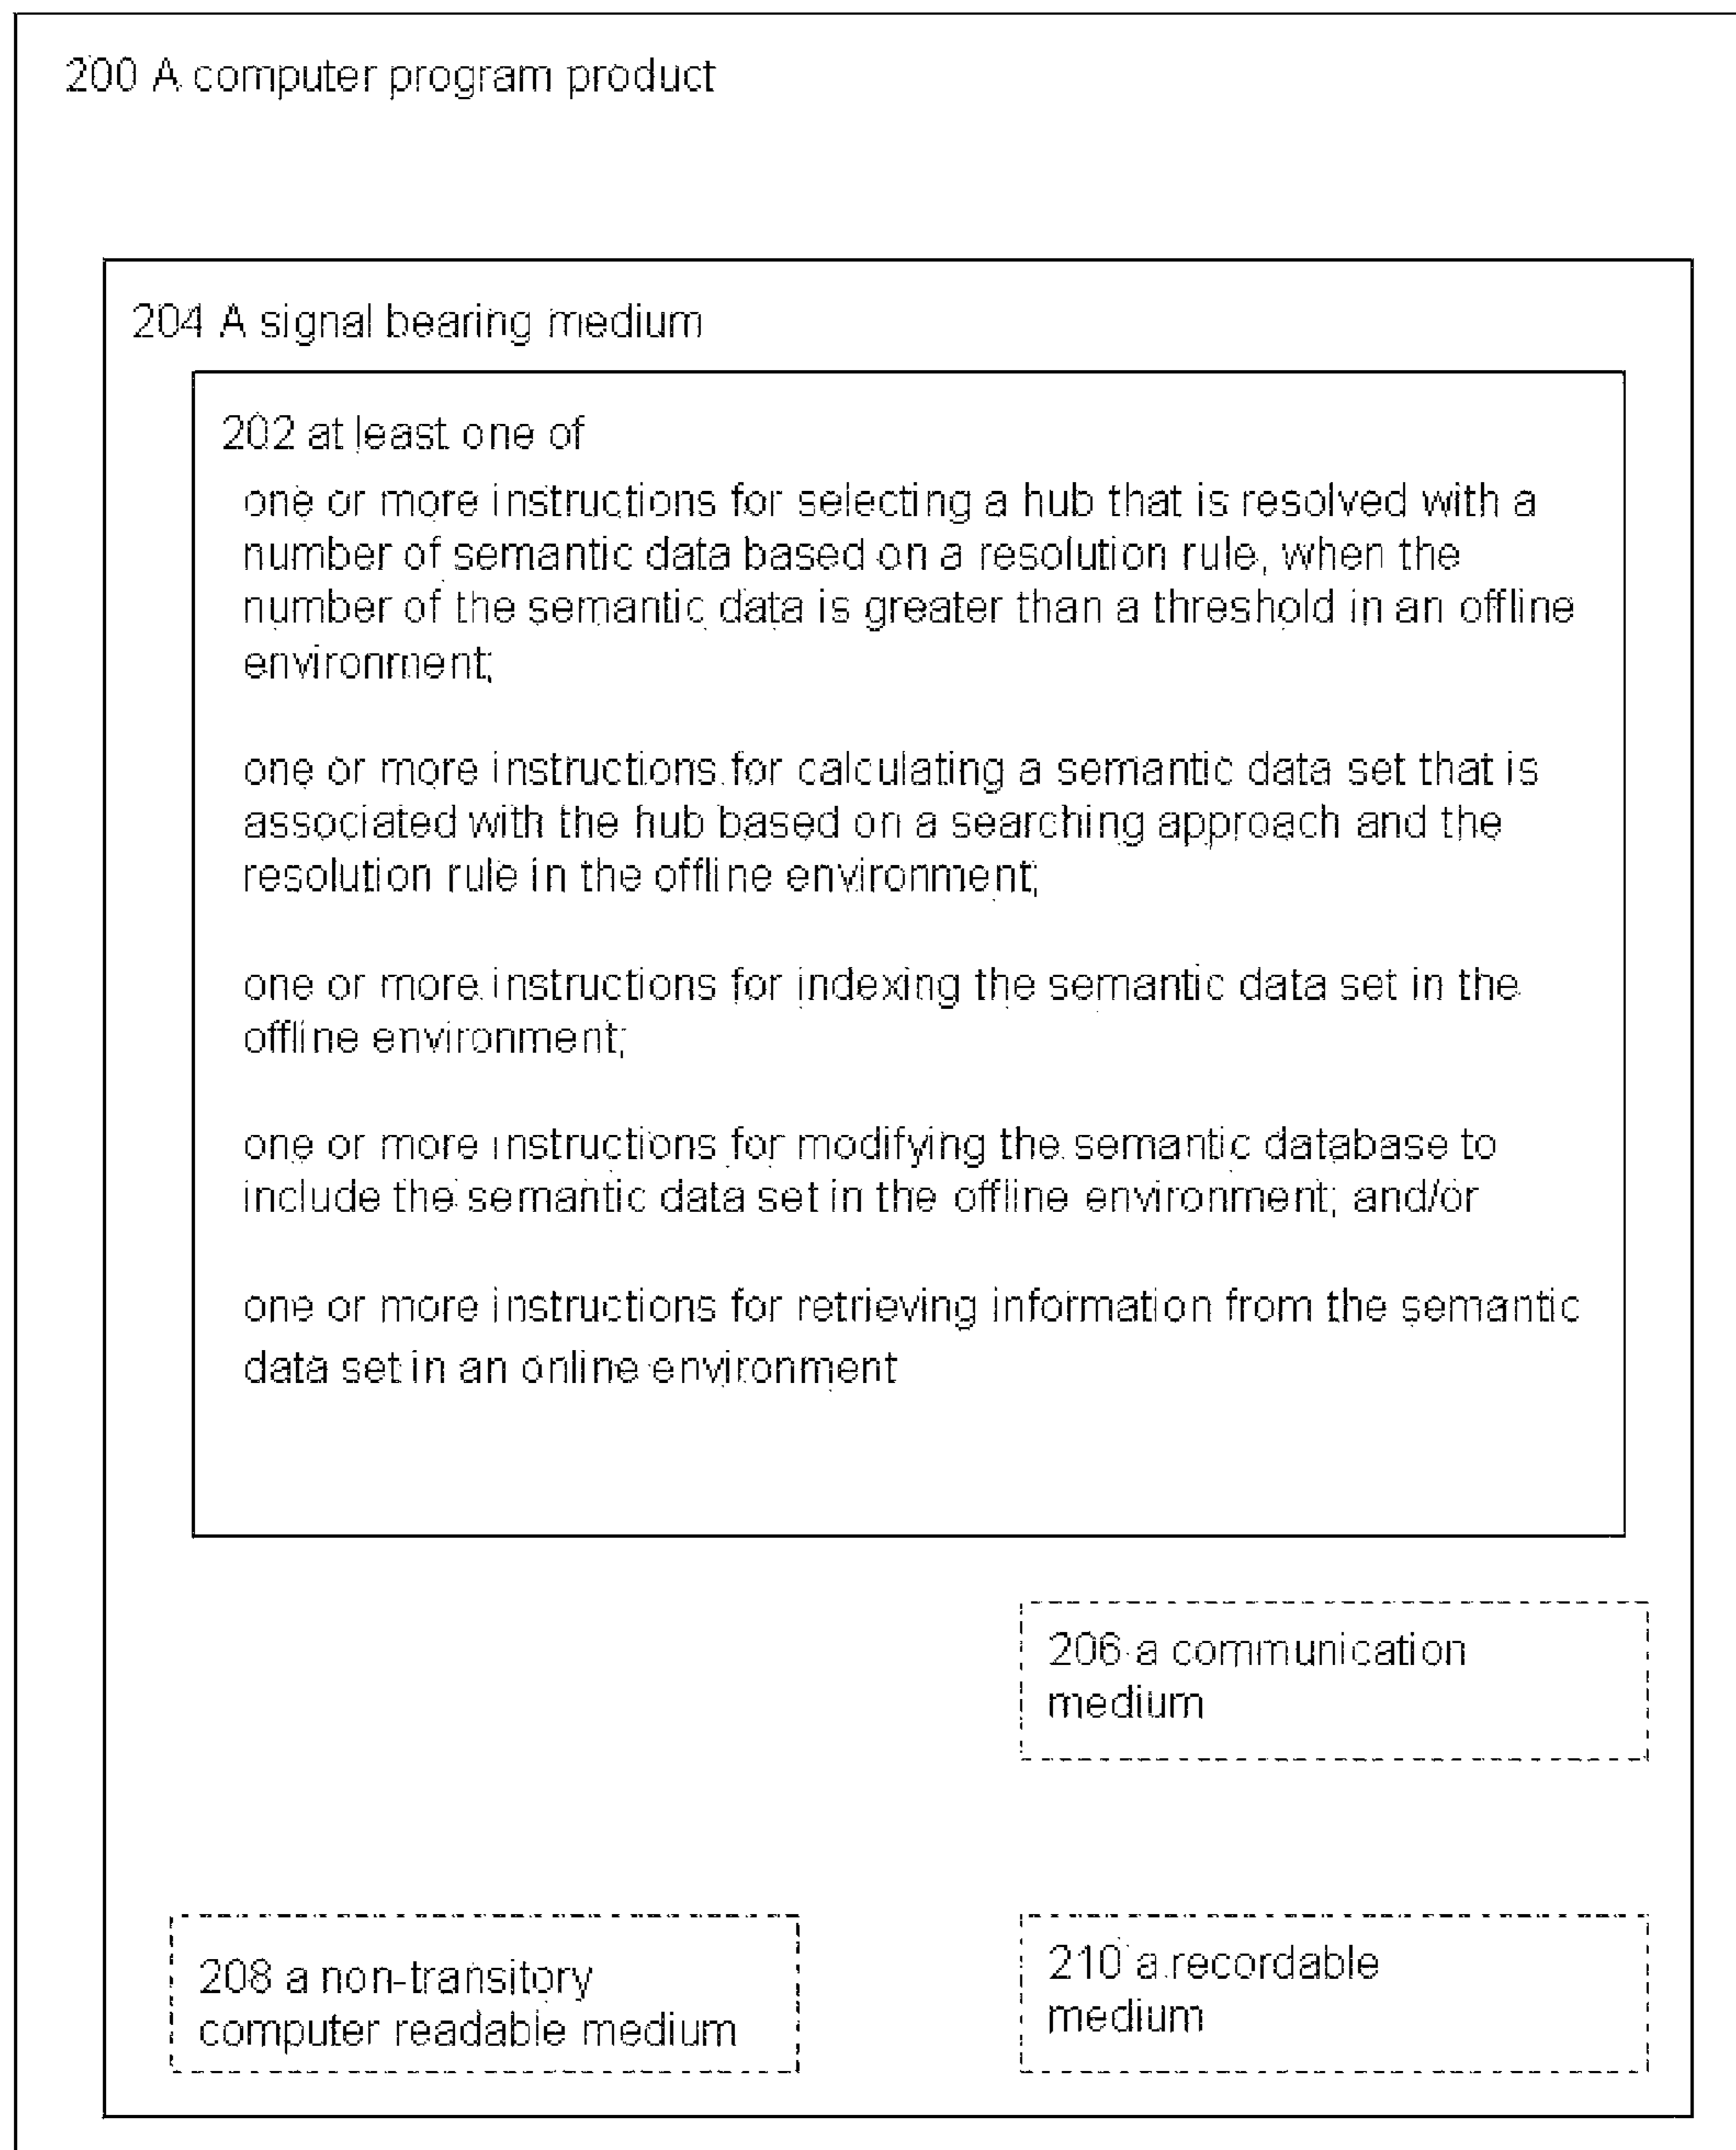 200 A computer program product
204 A signal bearing medium
202 at least one of
one or more instructions for selecting a hub that is resolved with a
number of semantic data based on a resolution rule, when the
number of the semantic data is greater than a threshold in an offline
environment;
one or more instructions for calculating a semantic data set that is
associated with the hub based on a searching approach and the
resolution rule in the offline environment;
one or more instructions for indexing the semantic data set in the
offline environment;
one or more instructions for modifying the semantic database to
include the semantic data set in the offline environment; and/or
one or more instructions for retrieving information from the semantic
data set in an online environment
206 a communication
medium
208 a non-transitory
computer readable medium
210 a recordable
medium